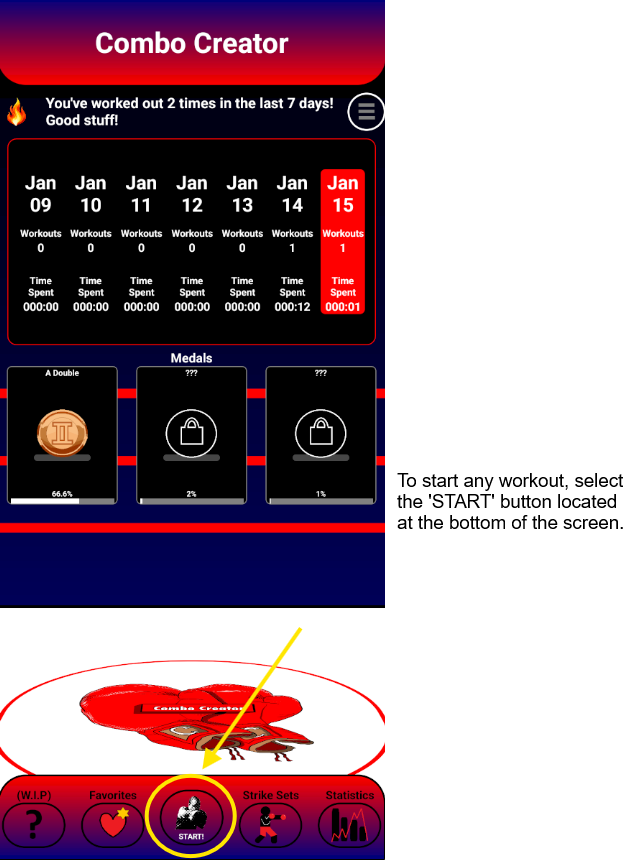 Combo Creator
You've worked out 2 times in the last 7 days!
Good stuff!
Jan Jan Jan Jan Jan Jan Jan
09 10 11 12 13 14 15
Workouts Workouts Workouts Workouts Workouts Workouts Workouts
0 0 0 0 0 1 1
Time Time Time Time Time Time Time
Spent Spent Spent Spent Spent Spent Spent
000:00 000:00 000:00 000:00 000:00 000:12 000:01
Medals
A Double ??? ???
II
66.6% 2% 1%
To start any workout, select
the 'START' button located
at the bottom of the screen.
Combo Creator
(W.I.P) Favorites Strike Sets Statistics
?
START!